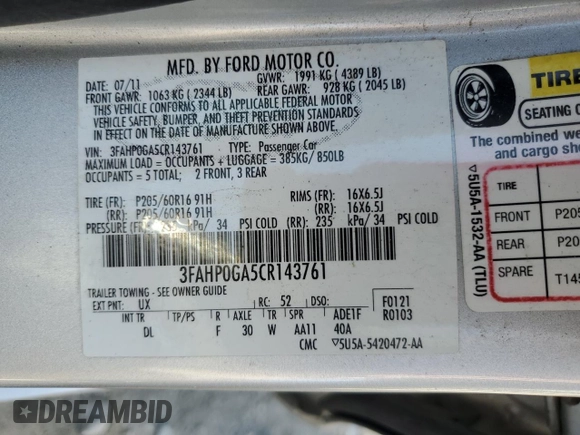 MFD. BY FORD MOTOR CO.
DATE: 07/11
GVWR: 1991 KG ( 4389 LB)
FRONT GAWR: 1063 KG ( 2344 LB)
REAR GAWR: 928 KG ( 2045 LB)
THIS VEHICLE CONFORMS TO ALL APPLICABLE FEDERAL MOTOR
VEHICLE SAFETY, BUMPER, AND THEFT PREVENTION STANDARDS
IN EFFECT ON THE DATE OF MANUFACTURE SHOWN ABOVE.
VIN: 3FAHP0GA5CR143761 TYPE: Passenger Car
MAXIMUM LOAD = OCCUPANTS + LUGGAGE = 385KG/850LB
OCCUPANTS = 5 TOTAL: 2 FRONT, 3 REAR
TIRE (FR): P205/60R16 91H RIMS (FR): 16X6.5J
(RR): P205/60R16 91H (RR): 16X6.5J
PRESSURE (FR): kPa/ 34 PSI COLD (RR): 235 kPa/ 34 PSI COLD
3FAHP0GA5CR143761
TRAILER TOWING - SEE OWNER GUIDE
EXT PNT: UX RC: 52 DSO: F0121
INT TR TP/PS R AXLE TR SPR ADE1F R0103
DL F 30 W AA11 40A
CMC ▽5U5A-5420472-AA
TIRE
SEATING
The combined
and cargo
▽5U5A-1532-AA (TLU)
TIRE
FRONT P205
REAR P20
SPARE T145
DREAMBID